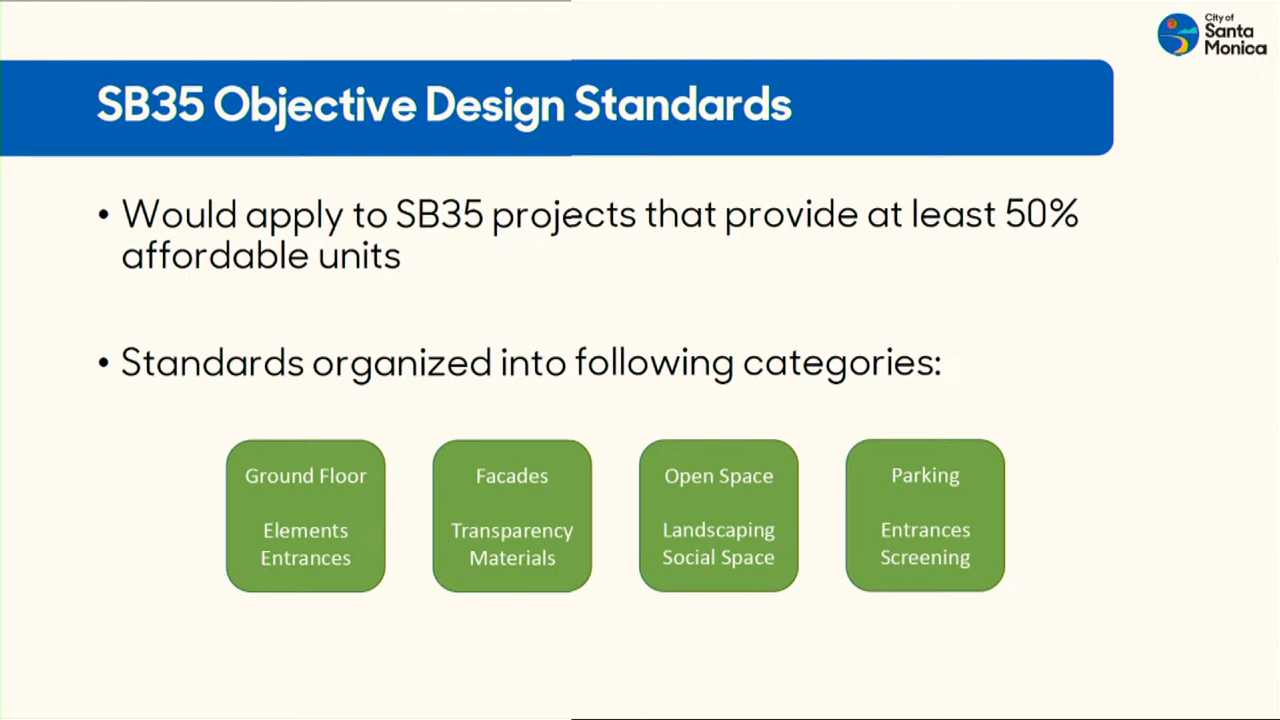 City of
Santa
Monica
SB35 Objective Design Standards
• Would apply to SB35 projects that provide at least 50%
affordable units
• Standards organized into following categories:
Ground Floor
Elements
Entrances
Facades
Transparency
Materials
Open Space
Landscaping
Social Space
Parking
Entrances
Screening